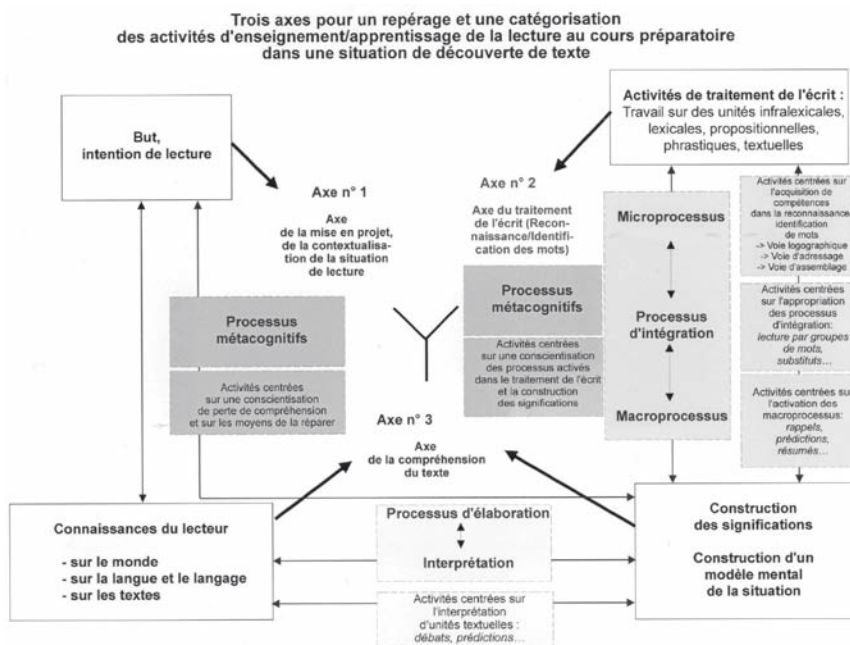 Trois axes pour un repérage et une catégorisation
des activités d'enseignement/apprentissage de la lecture au cours préparatoire
dans une situation de découverte de texte
But,
intention de lecture
Activités de traitement de l'écrit :
Travail sur des unités infralexicales,
lexicales, propositionnelles,
phrastiques, textuelles
Axe n° 1
Axe
de la mise en projet,
de la contextualisa-
tion de la situation
de lecture
Axe n° 2
Axe du traitement
de l'écrit (Recon-
naissance/Identifi-
cation des mots)
Microprocessus
Processus
d'intégration
Macroprocessus
Activités centrées sur
l'acquisition de
compétences
dans la reconnaissance
identification
de mots
-> Voie logographique
-> Voie d'adressage
-> Voie d'assemblage
Activités centrées
sur l'appropriation
des processus
d'intégration:
lecture par groupes
de mots,
substituts...
Activités centrées sur
l'activation des
macroprocessus:
rappels,
prédictions,
résumés...
Processus
métacognitifs
Activités centrées
sur une conscientisation
de perte de compréhension
et sur les moyens de la réparer
Processus
métacognitifs
Activités centrées
sur une conscientisation
des processus activés
dans le traitement de l'écrit
et la construction
des significations
Axe n° 3
Axe
de la compréhension
du texte
Connaissances du lecteur
- sur le monde
- sur la langue et le langage
- sur les textes
Processus d'élaboration
Interprétation
Activités centrées sur
l'interprétation
d'unités textuelles :
débats, prédictions...
Construction
des significations
Construction d'un
modèle mental
de la situation